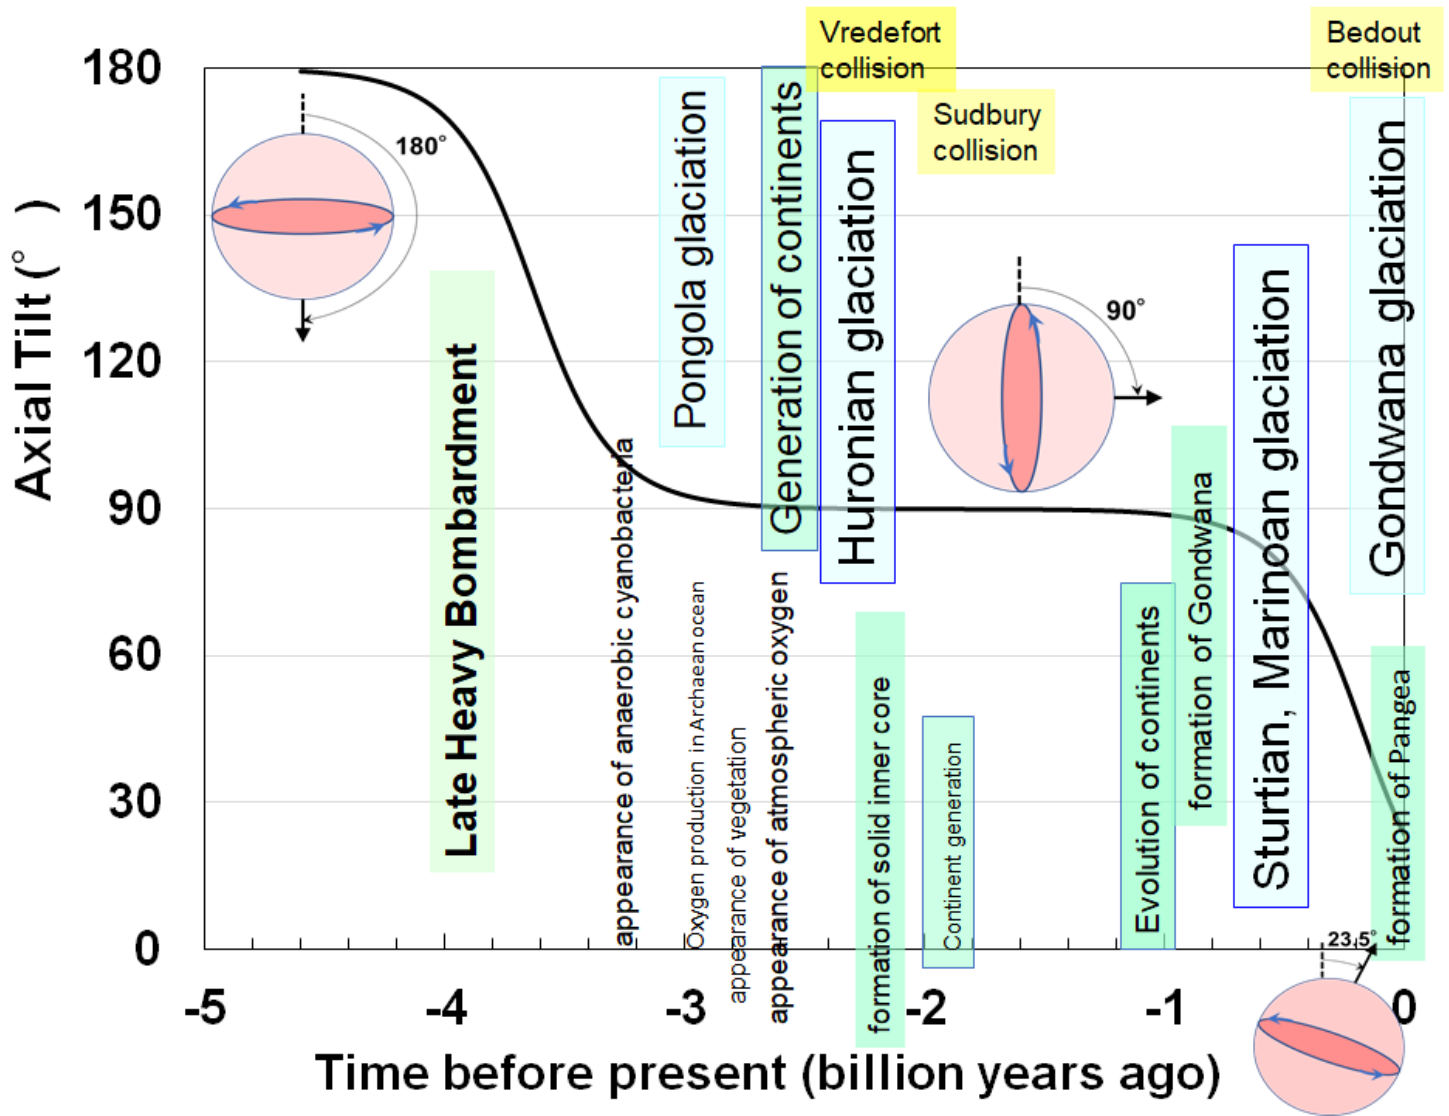 Vredefort
collision
Bedout
collision
Sudbury
collision
180
150
120
90
60
30
0
Axial Tilt (° )
180°
90°
23.5°
Late Heavy Bombardment
appearance of anaerobic cyanobacteria
Pongola glaciation
Oxygen production in Archaean ocean
appearance of vegetation
Generation of continents
appearance of atmospheric oxygen
Huronian glaciation
formation of solid inner core
Continent generation
Evolution of continents
formation of Gondwana
Sturtian, Marinoan glaciation
Gondwana glaciation
formation of Pangea
-5
-4
-3
-2
-1
0
Time before present (billion years ago)